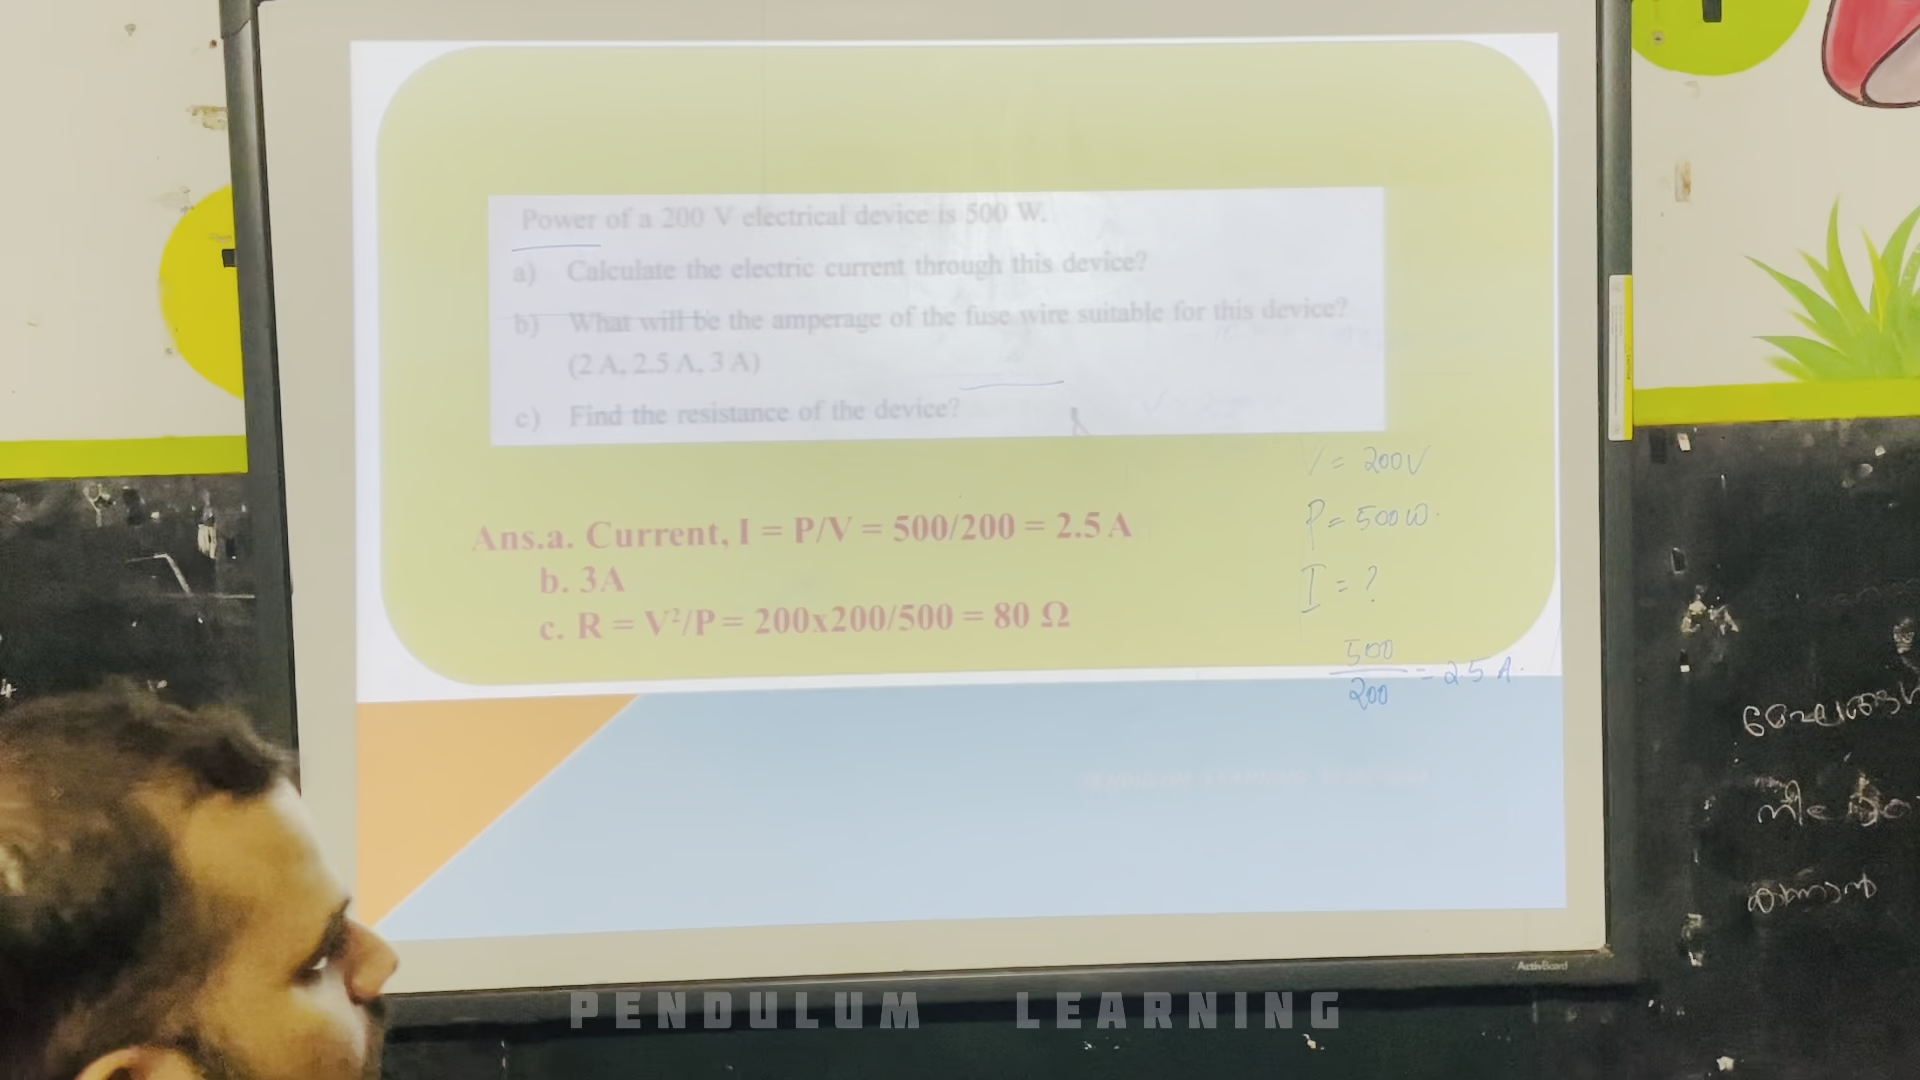 Power of a 200 V electrical device is 500 W.
a) Calculate the electric current through this device?
b) What will be the amperage of the fuse wire suitable for this device?
(2 A, 2.5 A, 3 A)
c) Find the resistance of the device?
V = 200V
P = 500W.
I = ?
500
200
= 2.5 A.
Ans.a. Current, I = P/V = 500/200 = 2.5 A
b. 3A
c. R = V²/P = 200x200/500 = 80 Ω
ActivBoard
PENDULUM LEARNING